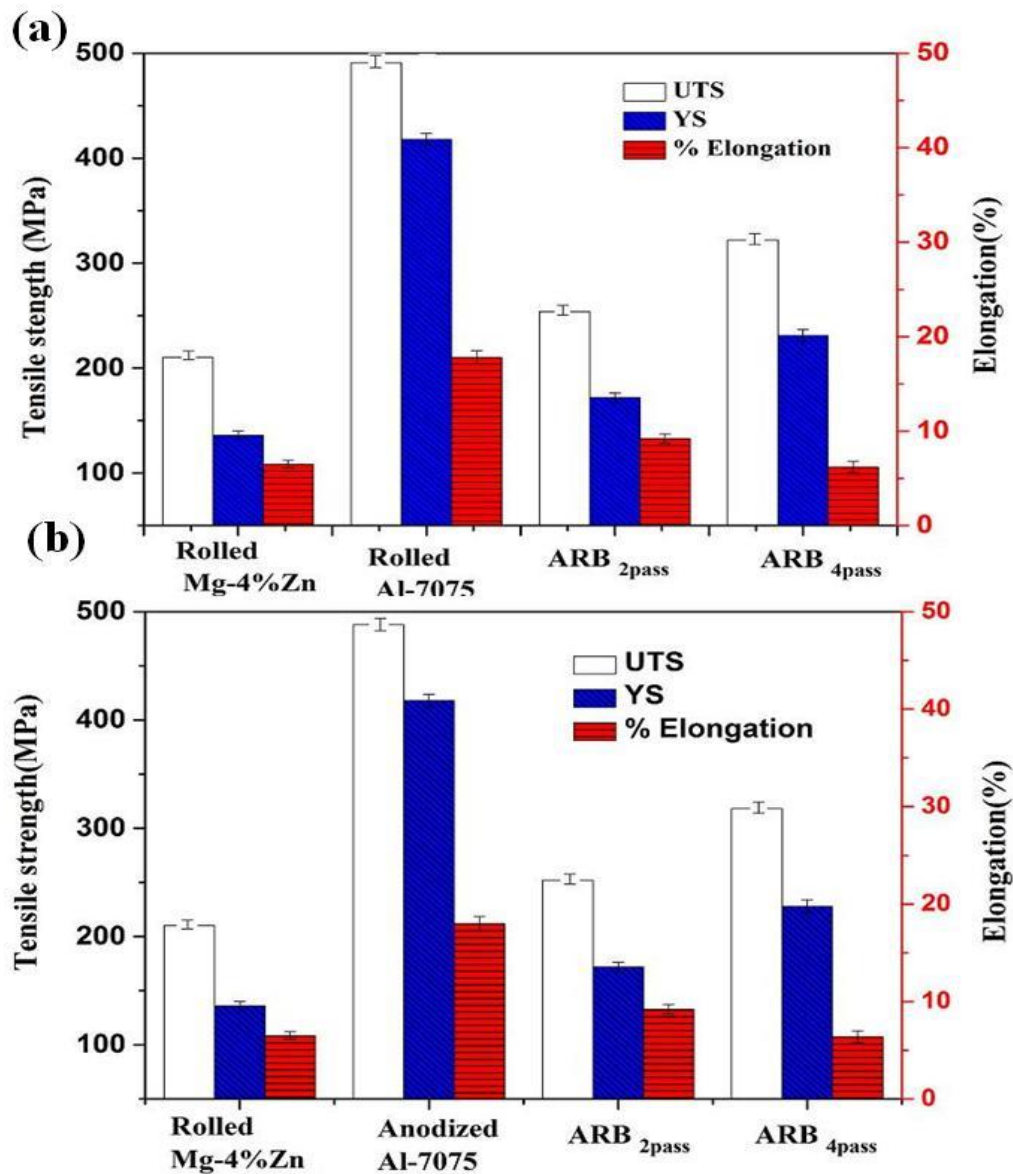 (a)
500
400
300
200
100
Tensile stength (MPa)
UTS
YS
% Elongation
50
40
30
20
10
0
Elongation(%)
Rolled
Mg-4%Zn
Rolled
Al-7075
ARB 2pass
ARB 4pass
(b)
500
400
300
200
100
Tensile strength(MPa)
UTS
YS
% Elongation
50
40
30
20
10
0
Elongation(%)
Rolled
Mg-4%Zn
Anodized
Al-7075
ARB 2pass
ARB 4pass